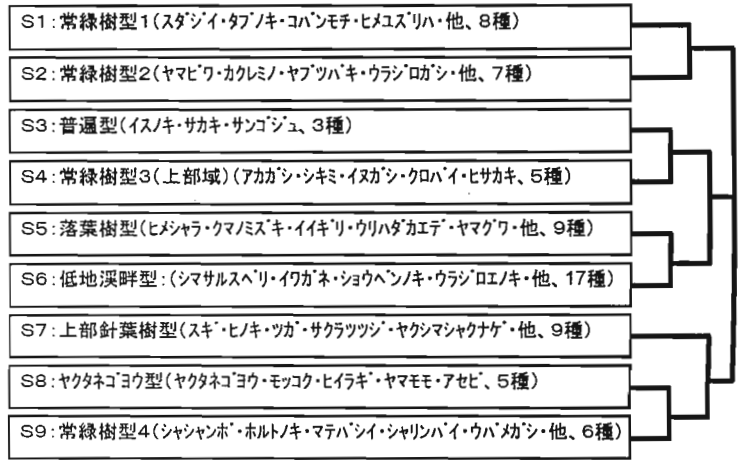 S1:常緑樹型1(スダジイ・タブノキ・コバンモチ・ヒメユズリハ・他、8種)
S2:常緑樹型2(ヤマビワ・カクレミノ・ヤブツバキ・ウラジロガシ・他、7種)
S3:普遍型(イスノキ・サカキ・サンゴジュ、3種)
S4:常緑樹型3(上部域)(アカガシ・シキミ・イヌガシ・クロバイ・ヒサカキ、5種)
S5:落葉樹型(ヒメシャラ・クマノミズキ・イイギリ・ウリハダカエデ・ヤマグワ・他、9種)
S6:低地渓畔型:(シマサルスベリ・イワガネ・ショウベンノキ・ウラジロエノキ・他、17種)
S7:上部針葉樹型(スギ・ヒノキ・ツガ・サクラツツジ・ヤクシマシャクナゲ・他、9種)
S8:ヤクタネゴヨウ型(ヤクタネゴヨウ・モッコク・ヒイラギ・ヤマモモ・アセビ、5種)
S9:常緑樹型4(シャシャンボ・ホルトノキ・マテバシイ・シャリンバイ・ウバメガシ・他、6種)